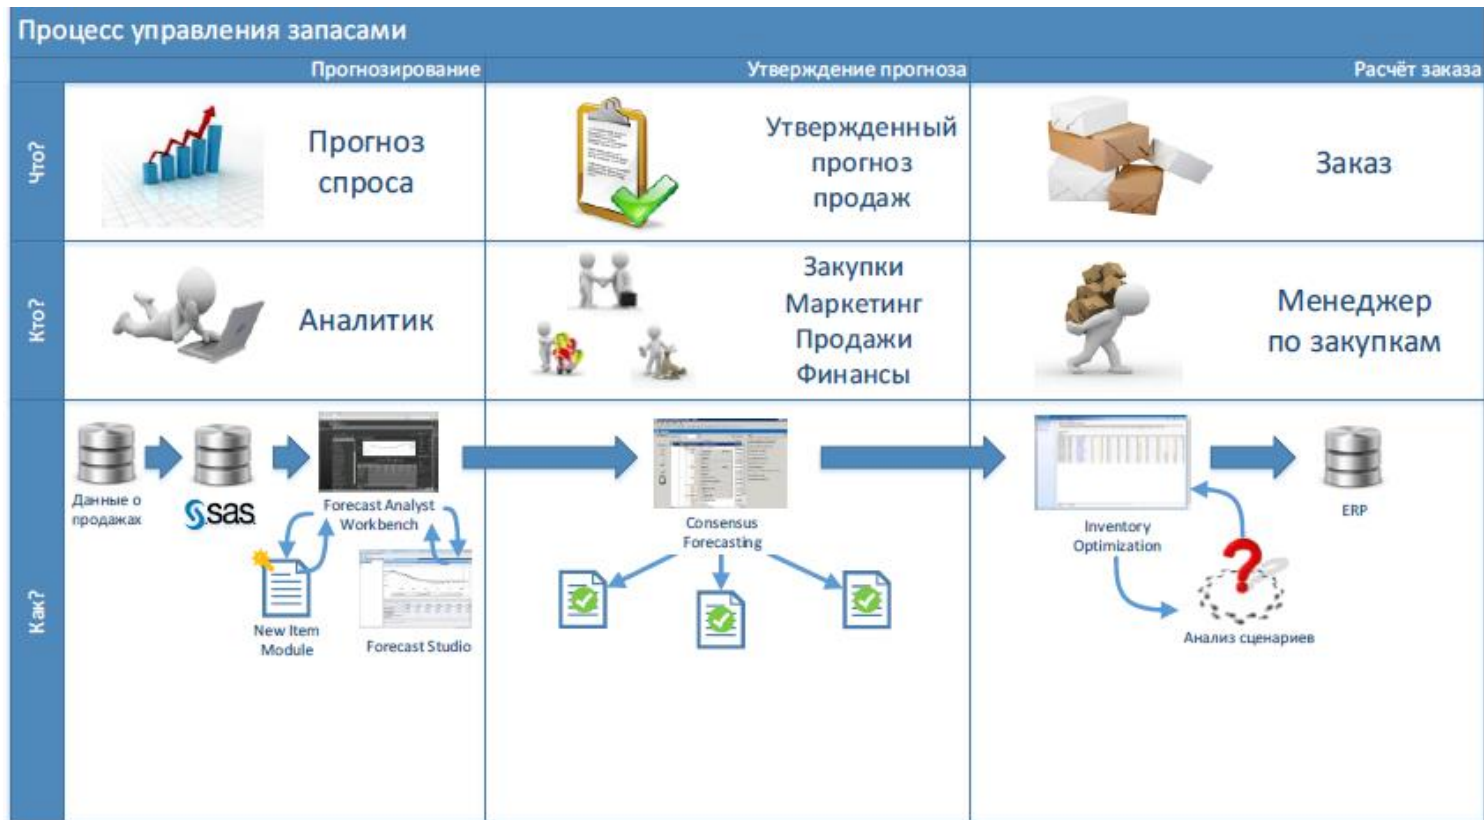 Процесс управления запасами
Прогнозирование
Утверждение прогноза
Расчёт заказа
Что?
Прогноз
спроса
Утвержденный
прогноз
продаж
Заказ
Кто?
Аналитик
Закупки
Маркетинг
Продажи
Финансы
Менеджер
по закупкам
Как?
Данные о
продажах
sas
Forecast Analyst
Workbench
New Item
Module
Forecast Studio
Consensus
Forecasting
Inventory
Optimization
Анализ сценариев
ERP